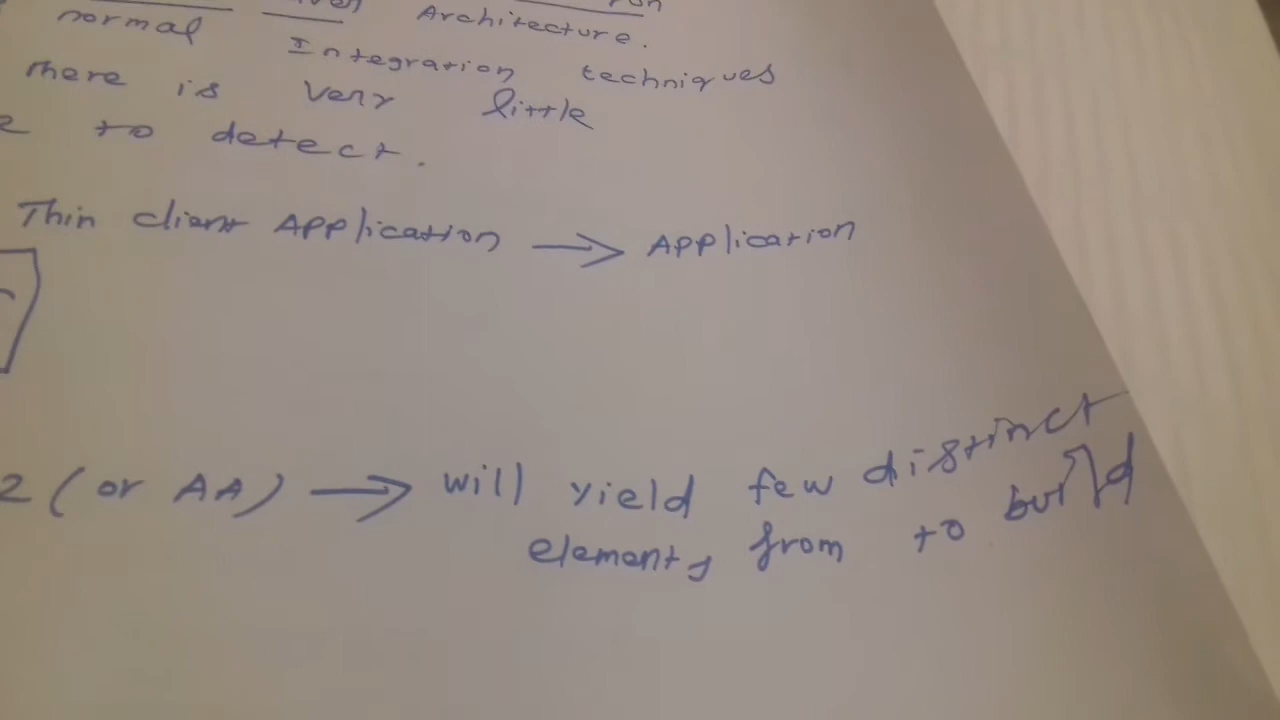 Architecture.
normal Integration techniques
there is very little
to detect.
Thin client Application → Application
2 (or AA) → will yield few distinct
elements from to build